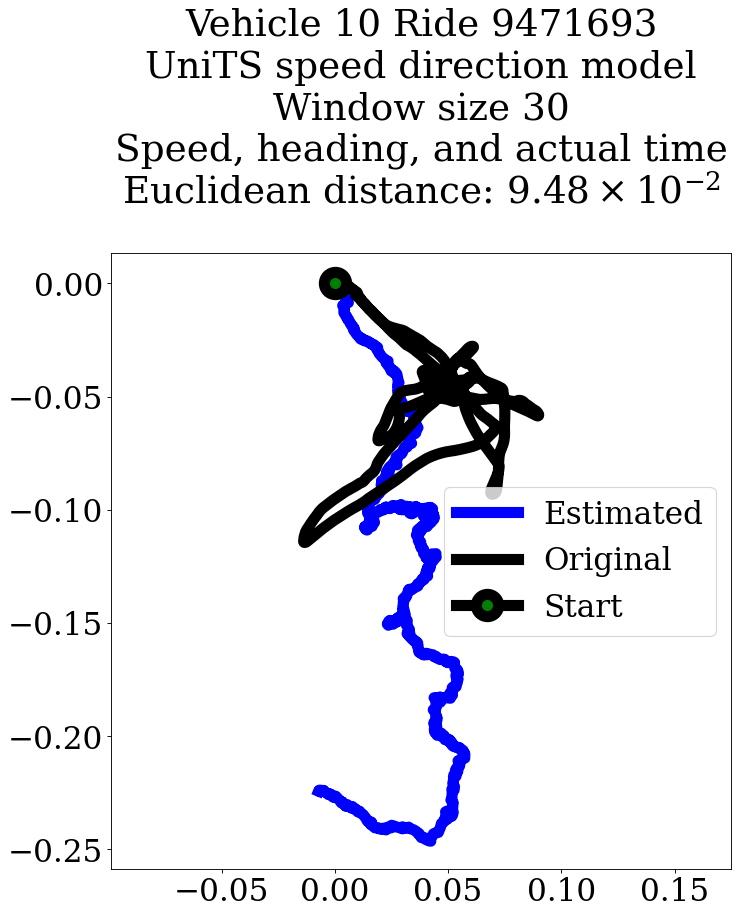 Vehicle 10 Ride 9471693
UniTS speed direction model
Window size 30
Speed, heading, and actual time
Euclidean distance: 9.48 × 10⁻²
0.00
−0.05
−0.10
−0.15
−0.20
−0.25
Estimated
Original
Start
−0.05 0.00 0.05 0.10 0.15